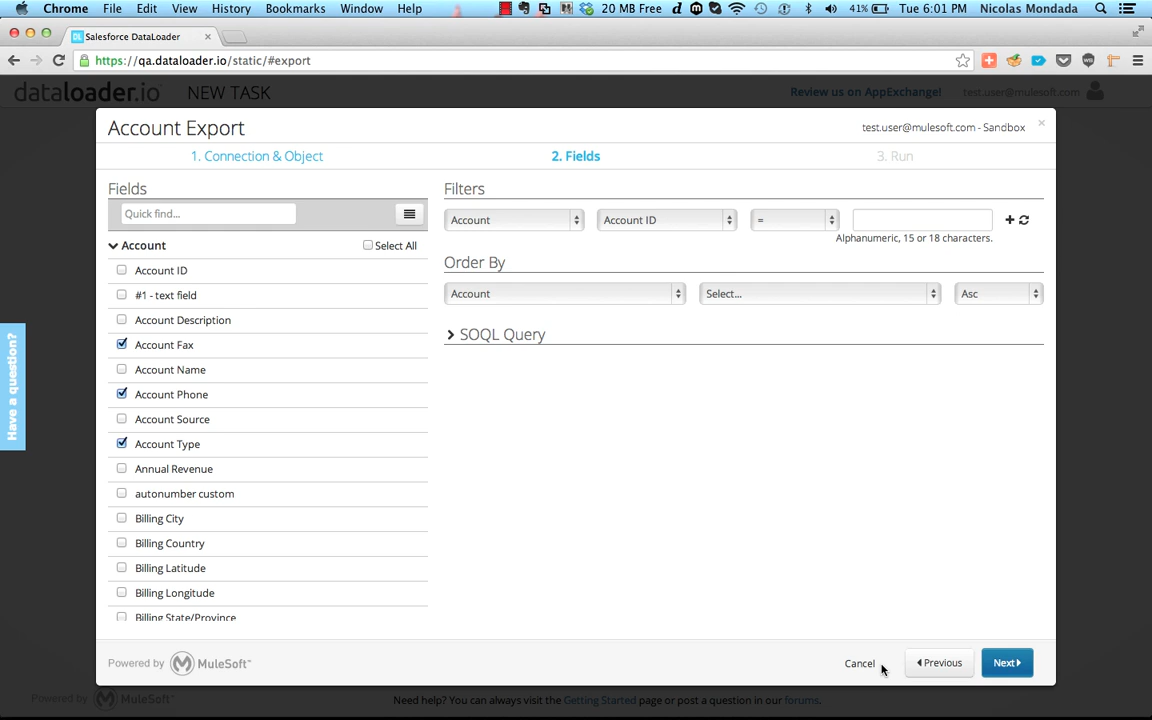 Chrome File Edit View History Bookmarks Window Help 20 MB Free 41% Tue 6:01 PM Nicolas Mondada
Salesforce DataLoader
https://qa.dataloader.io/static/#export
dataloader.io NEW TASK Review us on AppExchange! test.user@mulesoft.com
Account Export test.user@mulesoft.com - Sandbox
1. Connection & Object 2. Fields 3. Run
Fields Filters
Quick find... Account Account ID =
Alphanumeric, 15 or 18 characters.
Account Select All
Order By
Account ID
#1 - text field Account Select... Asc
Account Description
SOQL Query
Account Fax
Account Name
Account Phone
Account Source
Account Type
Annual Revenue
autonumber custom
Billing City
Billing Country
Billing Latitude
Billing Longitude
Billing State/Province
Have a question?
Powered by MuleSoft™ Cancel Previous Next
Powered by MuleSoft™ Need help? You can always visit the Getting Started page or post a question in our forums.